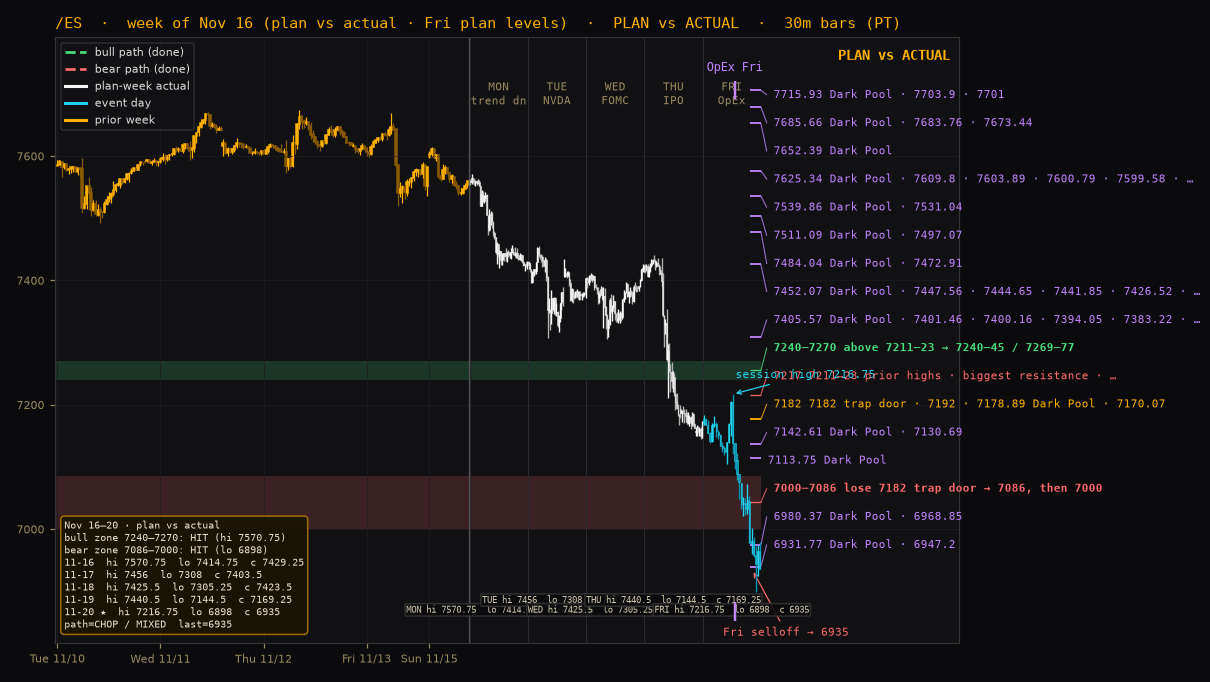 /ES · week of Nov 16 (plan vs actual · Fri plan levels) · PLAN vs ACTUAL · 30m bars (PT)
bull path (done)
bear path (done)
plan-week actual
event day
prior week
PLAN vs ACTUAL
OpEx Fri
MON
trend dn
TUE
NVDA
WED
FOMC
THU
IPO
FRI
OpEx
7715.93 Dark Pool · 7703.9 · 7701
7685.66 Dark Pool · 7683.76 · 7673.44
7652.39 Dark Pool
7625.34 Dark Pool · 7609.8 · 7603.89 · 7600.79 · 7599.58 · …
7539.86 Dark Pool · 7531.04
7511.09 Dark Pool · 7497.07
7484.04 Dark Pool · 7472.91
7452.07 Dark Pool · 7447.56 · 7444.65 · 7441.85 · 7426.52 · …
7405.57 Dark Pool · 7401.46 · 7400.16 · 7394.05 · 7383.22 · …
7240–7270 above 7211–23 → 7240–45 / 7269–77
session high 7216.75
7217 7211–23 prior highs · biggest resistance · …
7182 7182 trap door · 7192 · 7178.89 Dark Pool · 7170.07
7142.61 Dark Pool · 7130.69
7113.75 Dark Pool
7000–7086 lose 7182 trap door → 7086, then 7000
6980.37 Dark Pool · 6968.85
6931.77 Dark Pool · 6947.2
7600
7400
7200
7000
Nov 16–20 · plan vs actual
bull zone 7240–7270: HIT (hi 7570.75)
bear zone 7086–7000: HIT (lo 6898)
11-16 hi 7570.75 lo 7414.75 c 7429.25
11-17 hi 7456 lo 7308 c 7403.5
11-18 hi 7425.5 lo 7305.25 c 7423.5
11-19 hi 7440.5 lo 7144.5 c 7169.25
11-20 ★ hi 7216.75 lo 6898 c 6935
path=CHOP / MIXED last=6935
TUE hi 7456 lo 7308
THU hi 7440.5 lo 7144.5 c 7169.25
MON hi 7570.75 lo 7414.
WED hi 7425.5 lo 7305.25
FRI hi 7216.75 lo 6898 c 6935
Fri selloff → 6935
Tue 11/10
Wed 11/11
Thu 11/12
Fri 11/13
Sun 11/15